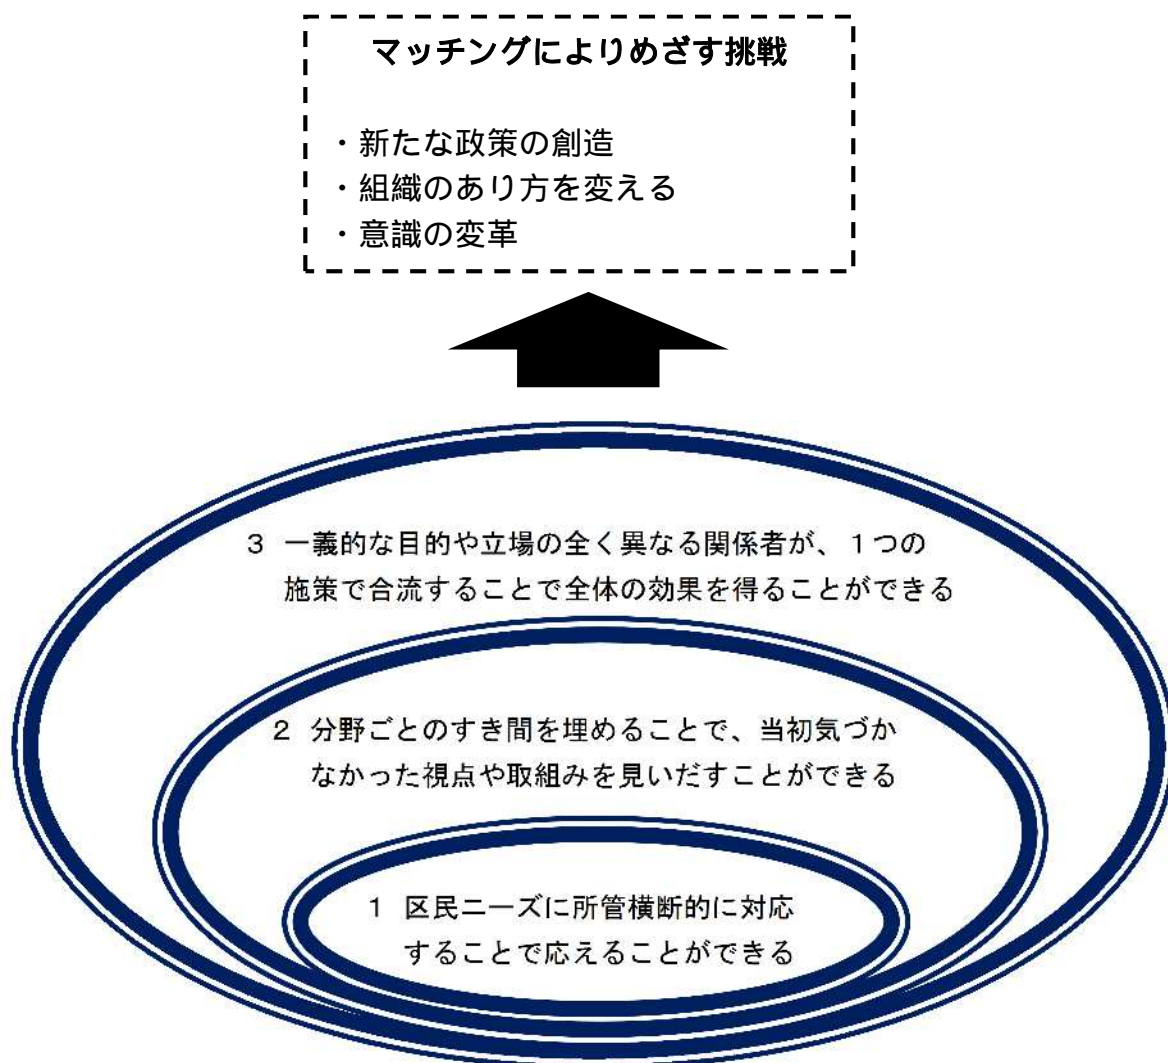 マッチングによりめざす挑戦
・新たな政策の創造
・組織のあり方を変える
・意識の変革
3 一義的な目的や立場の全く異なる関係者が、1つの
施策で合流することで全体の効果を得ることができる
2 分野ごとのすき間を埋めることで、当初気づか
なかった視点や取組みを見いだすことができる
1 区民ニーズに所管横断的に対応
することで応えることができる